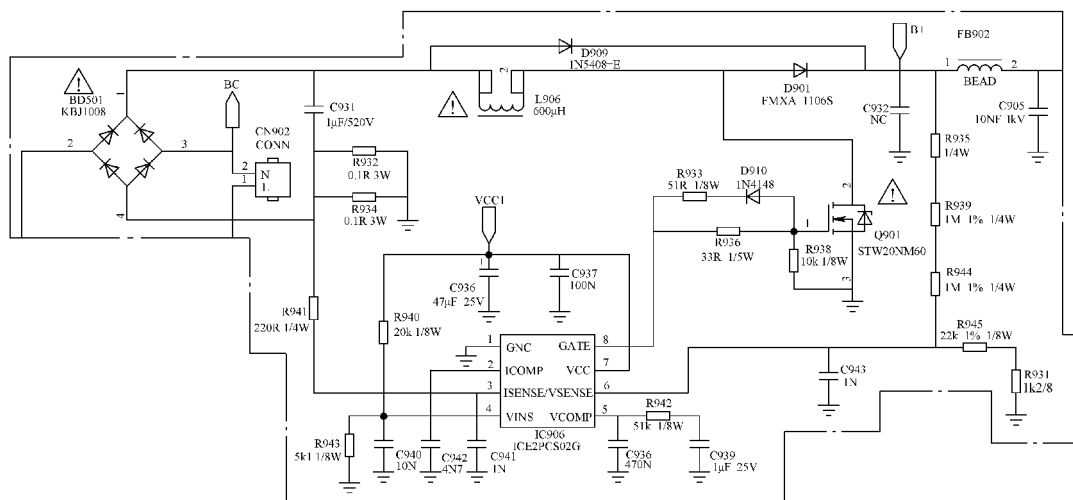 B1
FB902
D909
1N5408-E
1
2
BEAD
D901
FMXA 1106S
L906
600μH
BD501
KBJ1008
1
BC
C931
1μF/520V
C932
NC
C905
10NF 1kV
CN902
CONN
2
3
2
1
N
L
4
R932
0.1R 3W
R934
0.1R 3W
R935
1/4W
R933
51R 1/8W
D910
1N4148
2
VCC1
R936
33R 1/5W
1
R938
10k 1/8W
3
Q901
STW20NM60
R939
1M 1% 1/4W
R944
1M 1% 1/4W
C936
47μF 25V
C937
100N
R941
220R 1/4W
R940
20k 1/8W
R945
22k 1% 1/8W
1
GNC
GATE
8
2
ICOMP
VCC
7
3
ISENSE/VSENSE
6
4
VINS
VCOMP
5
C943
1N
R931
1k2/8
R942
51k 1/8W
IC906
ICE2PCS02G
R943
5k1 1/8W
C940
10N
C942
4N7
C941
1N
C936
470N
C939
1μF 25V